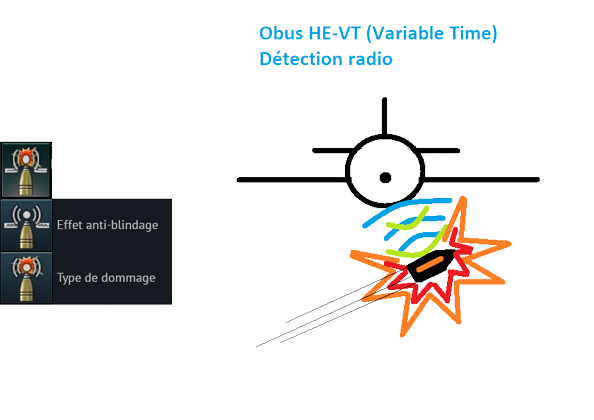 Obus HE-VT (Variable Time)
Détection radio
Effet anti-blindage
Type de dommage